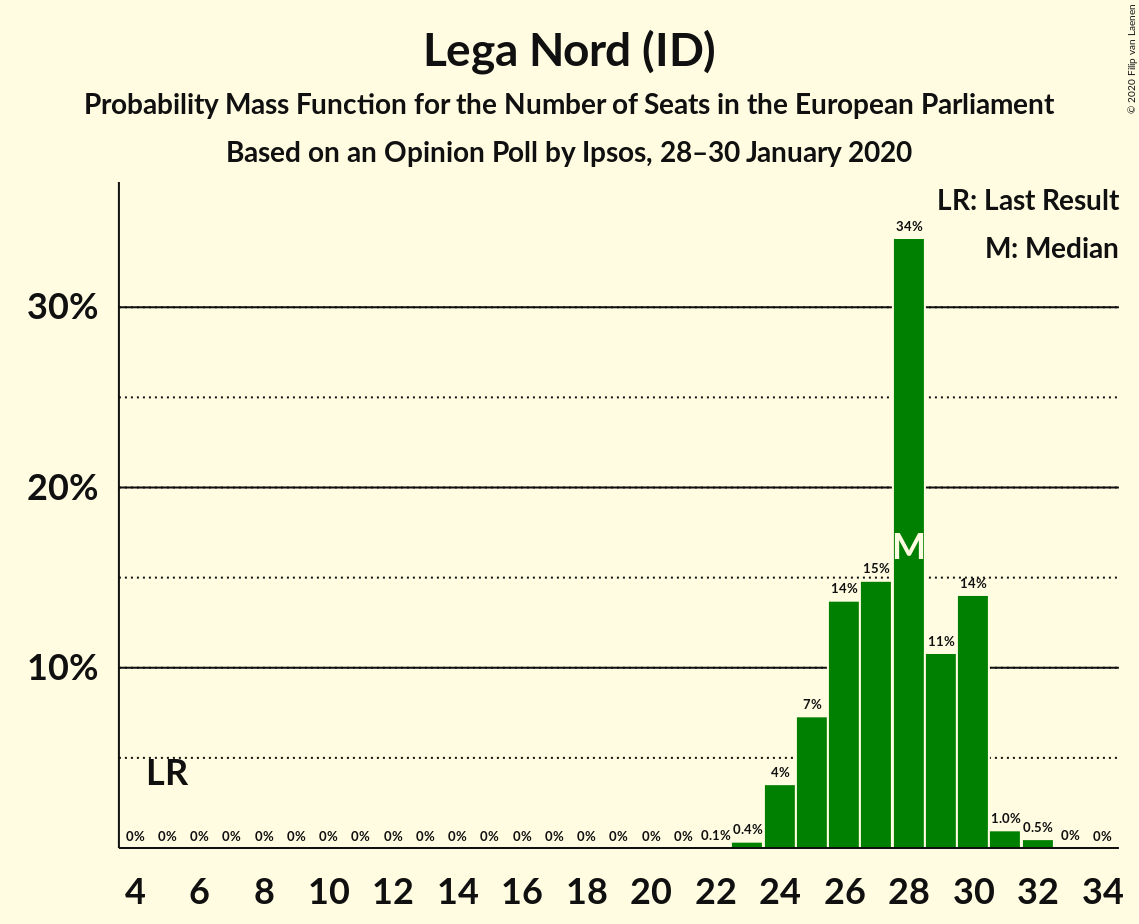 Lega Nord (ID)
Probability Mass Function for the Number of Seats in the European Parliament
Based on an Opinion Poll by Ipsos, 28–30 January 2020
© 2020 Filip van Laenen
LR: Last Result
M: Median
30%
20%
10%
LR
M
0% 0% 0% 0% 0% 0% 0% 0% 0% 0% 0% 0% 0% 0% 0% 0% 0% 0% 0.1% 0.4% 4% 7% 14% 15% 34% 11% 14% 1.0% 0.5% 0% 0%
4 6 8 10 12 14 16 18 20 22 24 26 28 30 32 34